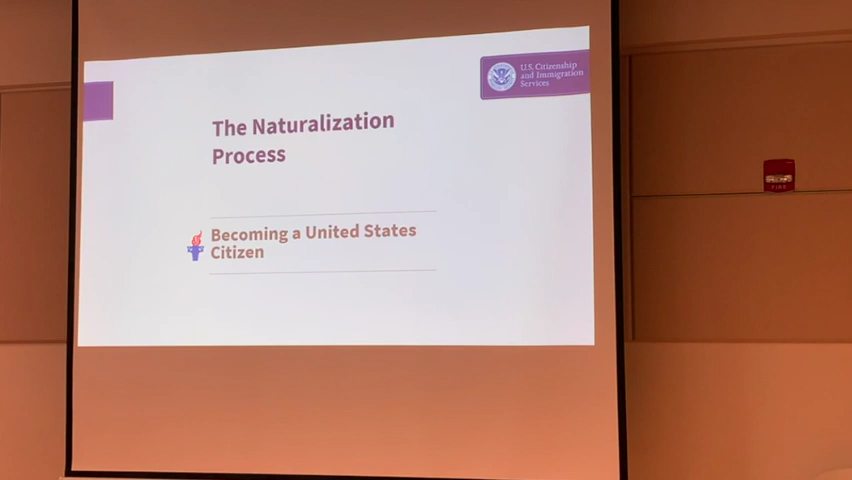 U.S. Citizenship
and Immigration
Services
The Naturalization
Process
Becoming a United States
Citizen
FIRE